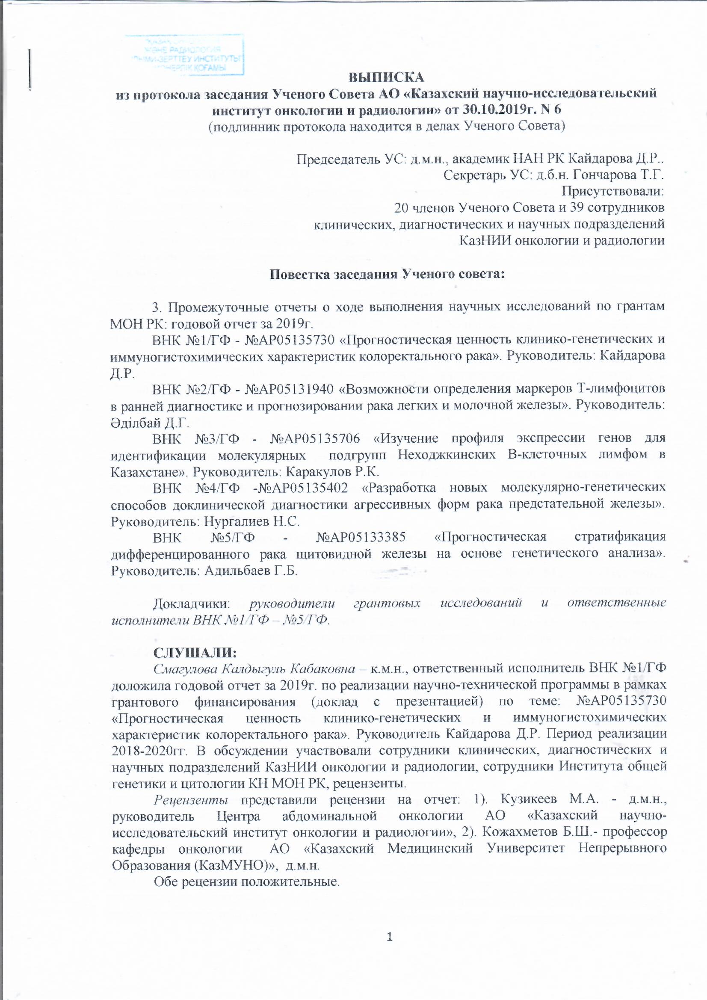 ЖӘНЕ РАДИОЛОГИЯ
ЗЕРТТЕУ ИНСТИТУТЫ
ҚОҒАМЫ
ВЫПИСКА
из протокола заседания Ученого Совета АО «Казахский научно-исследовательский
институт онкологии и радиологии» от 30.10.2019г. N 6
(подлинник протокола находится в делах Ученого Совета)
Председатель УС: д.м.н., академик НАН РК Кайдарова Д.Р..
Секретарь УС: д.б.н. Гончарова Т.Г.
Присутствовали:
20 членов Ученого Совета и 39 сотрудников
клинических, диагностических и научных подразделений
КазНИИ онкологии и радиологии
Повестка заседания Ученого совета:
3. Промежуточные отчеты о ходе выполнения научных исследований по грантам
МОН РК: годовой отчет за 2019г.
ВНК №1/ГФ - №АР05135730 «Прогностическая ценность клинико-генетических и
иммуногистохимических характеристик колоректального рака». Руководитель: Кайдарова
Д.Р.
ВНК №2/ГФ - №АР05131940 «Возможности определения маркеров Т-лимфоцитов
в ранней диагностике и прогнозировании рака легких и молочной железы». Руководитель:
Әділбай Д.Г.
ВНК №3/ГФ - №АР05135706 «Изучение профиля экспрессии генов для
идентификации молекулярных подгрупп Неходжкинских В-клеточных лимфом в
Казахстане». Руководитель: Каракулов Р.К.
ВНК №4/ГФ -№АР05135402 «Разработка новых молекулярно-генетических
способов доклинической диагностики агрессивных форм рака предстательной железы».
Руководитель: Нургалиев Н.С.
ВНК №5/ГФ - №АР05133385 «Прогностическая стратификация
дифференцированного рака щитовидной железы на основе генетического анализа».
Руководитель: Адильбаев Г.Б.
Докладчики: руководители грантовых исследований и ответственные
исполнители ВНК №1/ГФ – №5/ГФ.
СЛУШАЛИ:
Смагулова Калдыгуль Кабаковна – к.м.н., ответственный исполнитель ВНК №1/ГФ
доложила годовой отчет за 2019г. по реализации научно-технической программы в рамках
грантового финансирования (доклад с презентацией) по теме: №АР05135730
«Прогностическая ценность клинико-генетических и иммуногистохимических
характеристик колоректального рака». Руководитель Кайдарова Д.Р. Период реализации
2018-2020гг. В обсуждении участвовали сотрудники клинических, диагностических и
научных подразделений КазНИИ онкологии и радиологии, сотрудники Института общей
генетики и цитологии КН МОН РК, рецензенты.
Рецензенты представили рецензии на отчет: 1). Кузикеев М.А. - д.м.н.,
руководитель Центра абдоминальной онкологии АО «Казахский научно-
исследовательский институт онкологии и радиологии», 2). Кожахметов Б.Ш.- профессор
кафедры онкологии АО «Казахский Медицинский Университет Непрерывного
Образования (КазМУНО)», д.м.н.
Обе рецензии положительные.
1